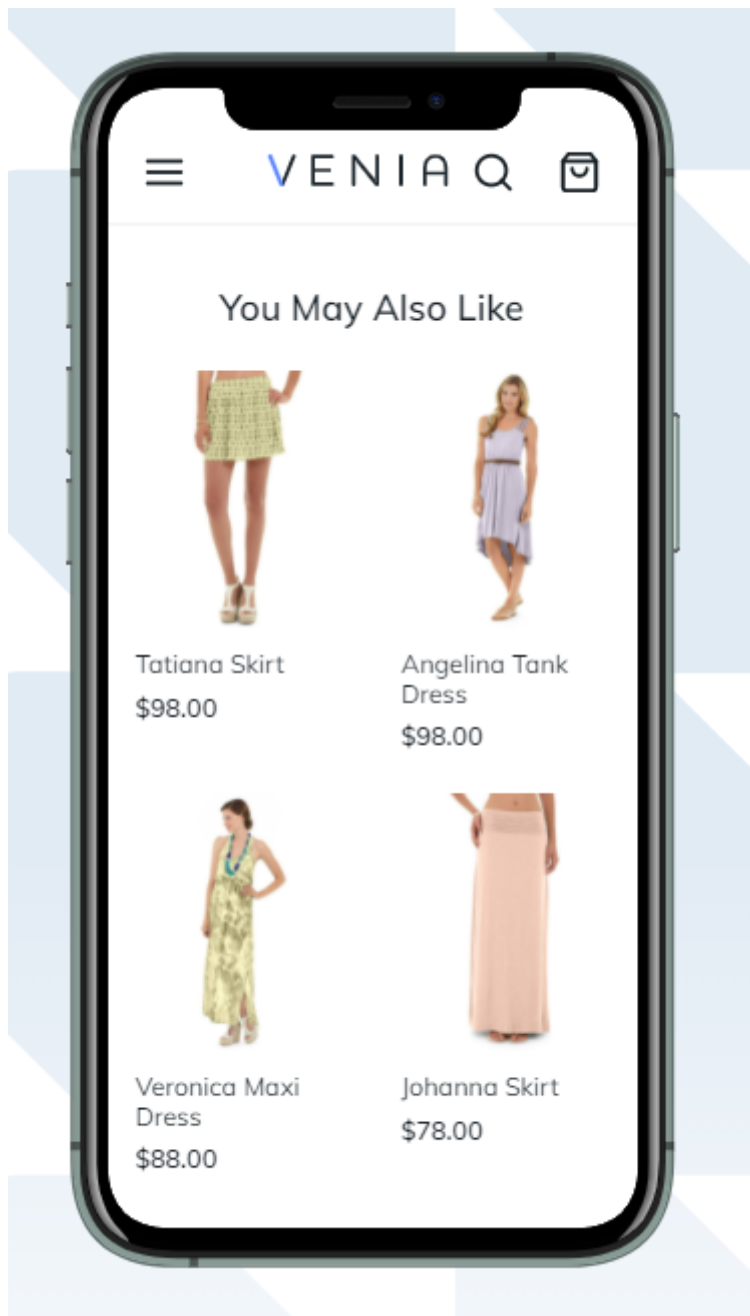 VENIA
You May Also Like
Tatiana Skirt
$98.00
Angelina Tank
Dress
$98.00
Veronica Maxi
Dress
$88.00
Johanna Skirt
$78.00